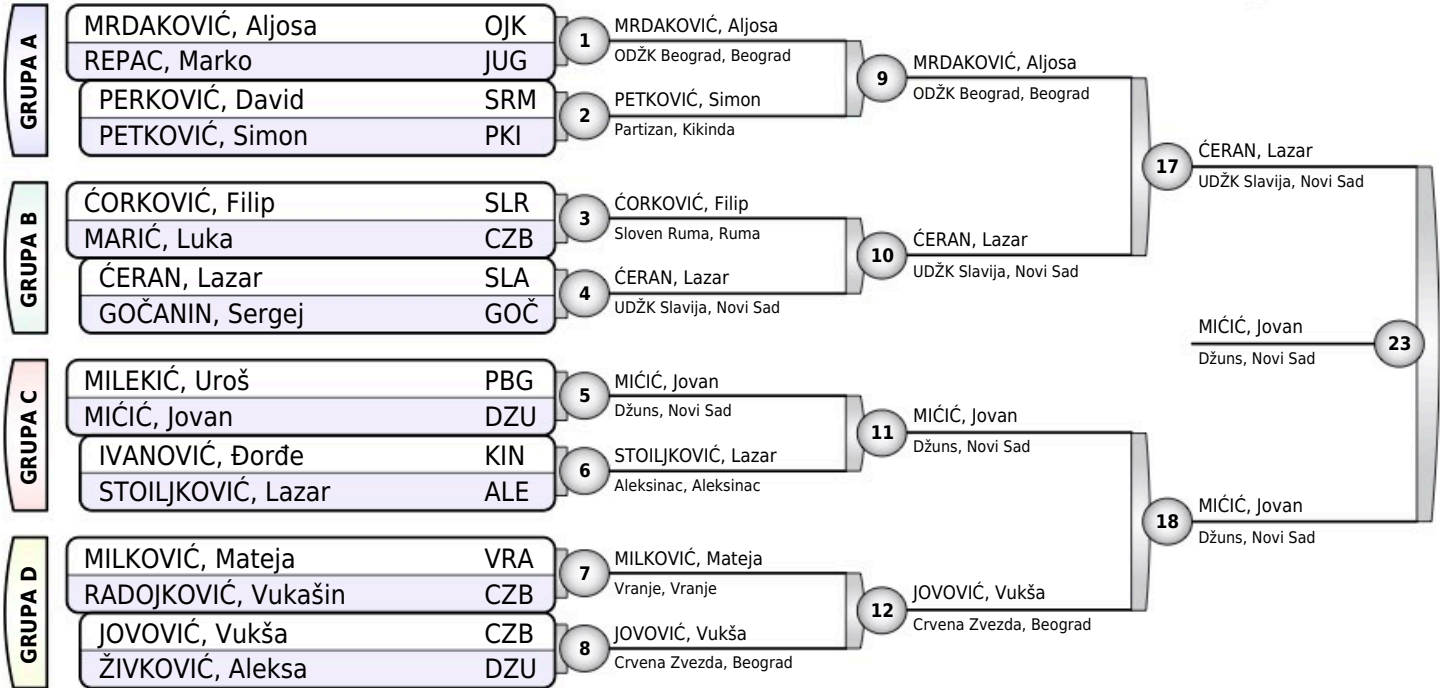 GRUPA A
MRDAKOVIĆ, Aljosa OJK
REPAC, Marko JUG
PERKOVIĆ, David SRM
PETKOVIĆ, Simon PKI
GRUPA B
ĆORKOVIĆ, Filip SLR
MARIĆ, Luka CZB
ĆERAN, Lazar SLA
GOČANIN, Sergej GOČ
GRUPA C
MILEKIĆ, Uroš PBG
MIĆIĆ, Jovan DZU
IVANOVIĆ, Đorđe KIN
STOILJKOVIĆ, Lazar ALE
GRUPA D
MILKOVIĆ, Mateja VRA
RADOJKOVIĆ, Vukašin CZB
JOVOVIĆ, Vukša CZB
ŽIVKOVIĆ, Aleksa DZU
1
MRDAKOVIĆ, Aljosa
ODŽK Beograd, Beograd
2
PETKOVIĆ, Simon
Partizan, Kikinda
3
ĆORKOVIĆ, Filip
Sloven Ruma, Ruma
4
ĆERAN, Lazar
UDŽK Slavija, Novi Sad
5
MIĆIĆ, Jovan
Džuns, Novi Sad
6
STOILJKOVIĆ, Lazar
Aleksinac, Aleksinac
7
MILKOVIĆ, Mateja
Vranje, Vranje
8
JOVOVIĆ, Vukša
Crvena Zvezda, Beograd
9
MRDAKOVIĆ, Aljosa
ODŽK Beograd, Beograd
10
ĆERAN, Lazar
UDŽK Slavija, Novi Sad
11
MIĆIĆ, Jovan
Džuns, Novi Sad
12
JOVOVIĆ, Vukša
Crvena Zvezda, Beograd
17
ĆERAN, Lazar
UDŽK Slavija, Novi Sad
18
MIĆIĆ, Jovan
Džuns, Novi Sad
MIĆIĆ, Jovan
Džuns, Novi Sad
23